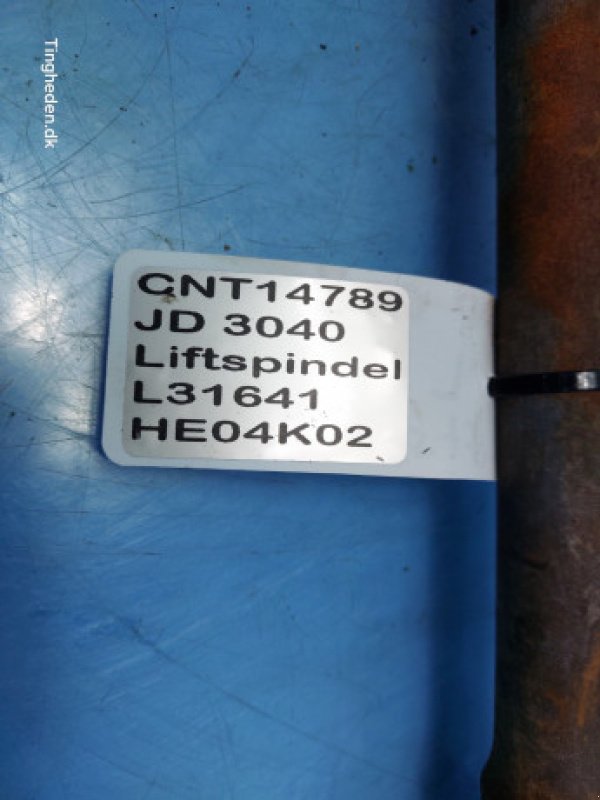 Tingheden.dk
CNT14789
JD 3040
Liftspindel
L31641
HE04K02